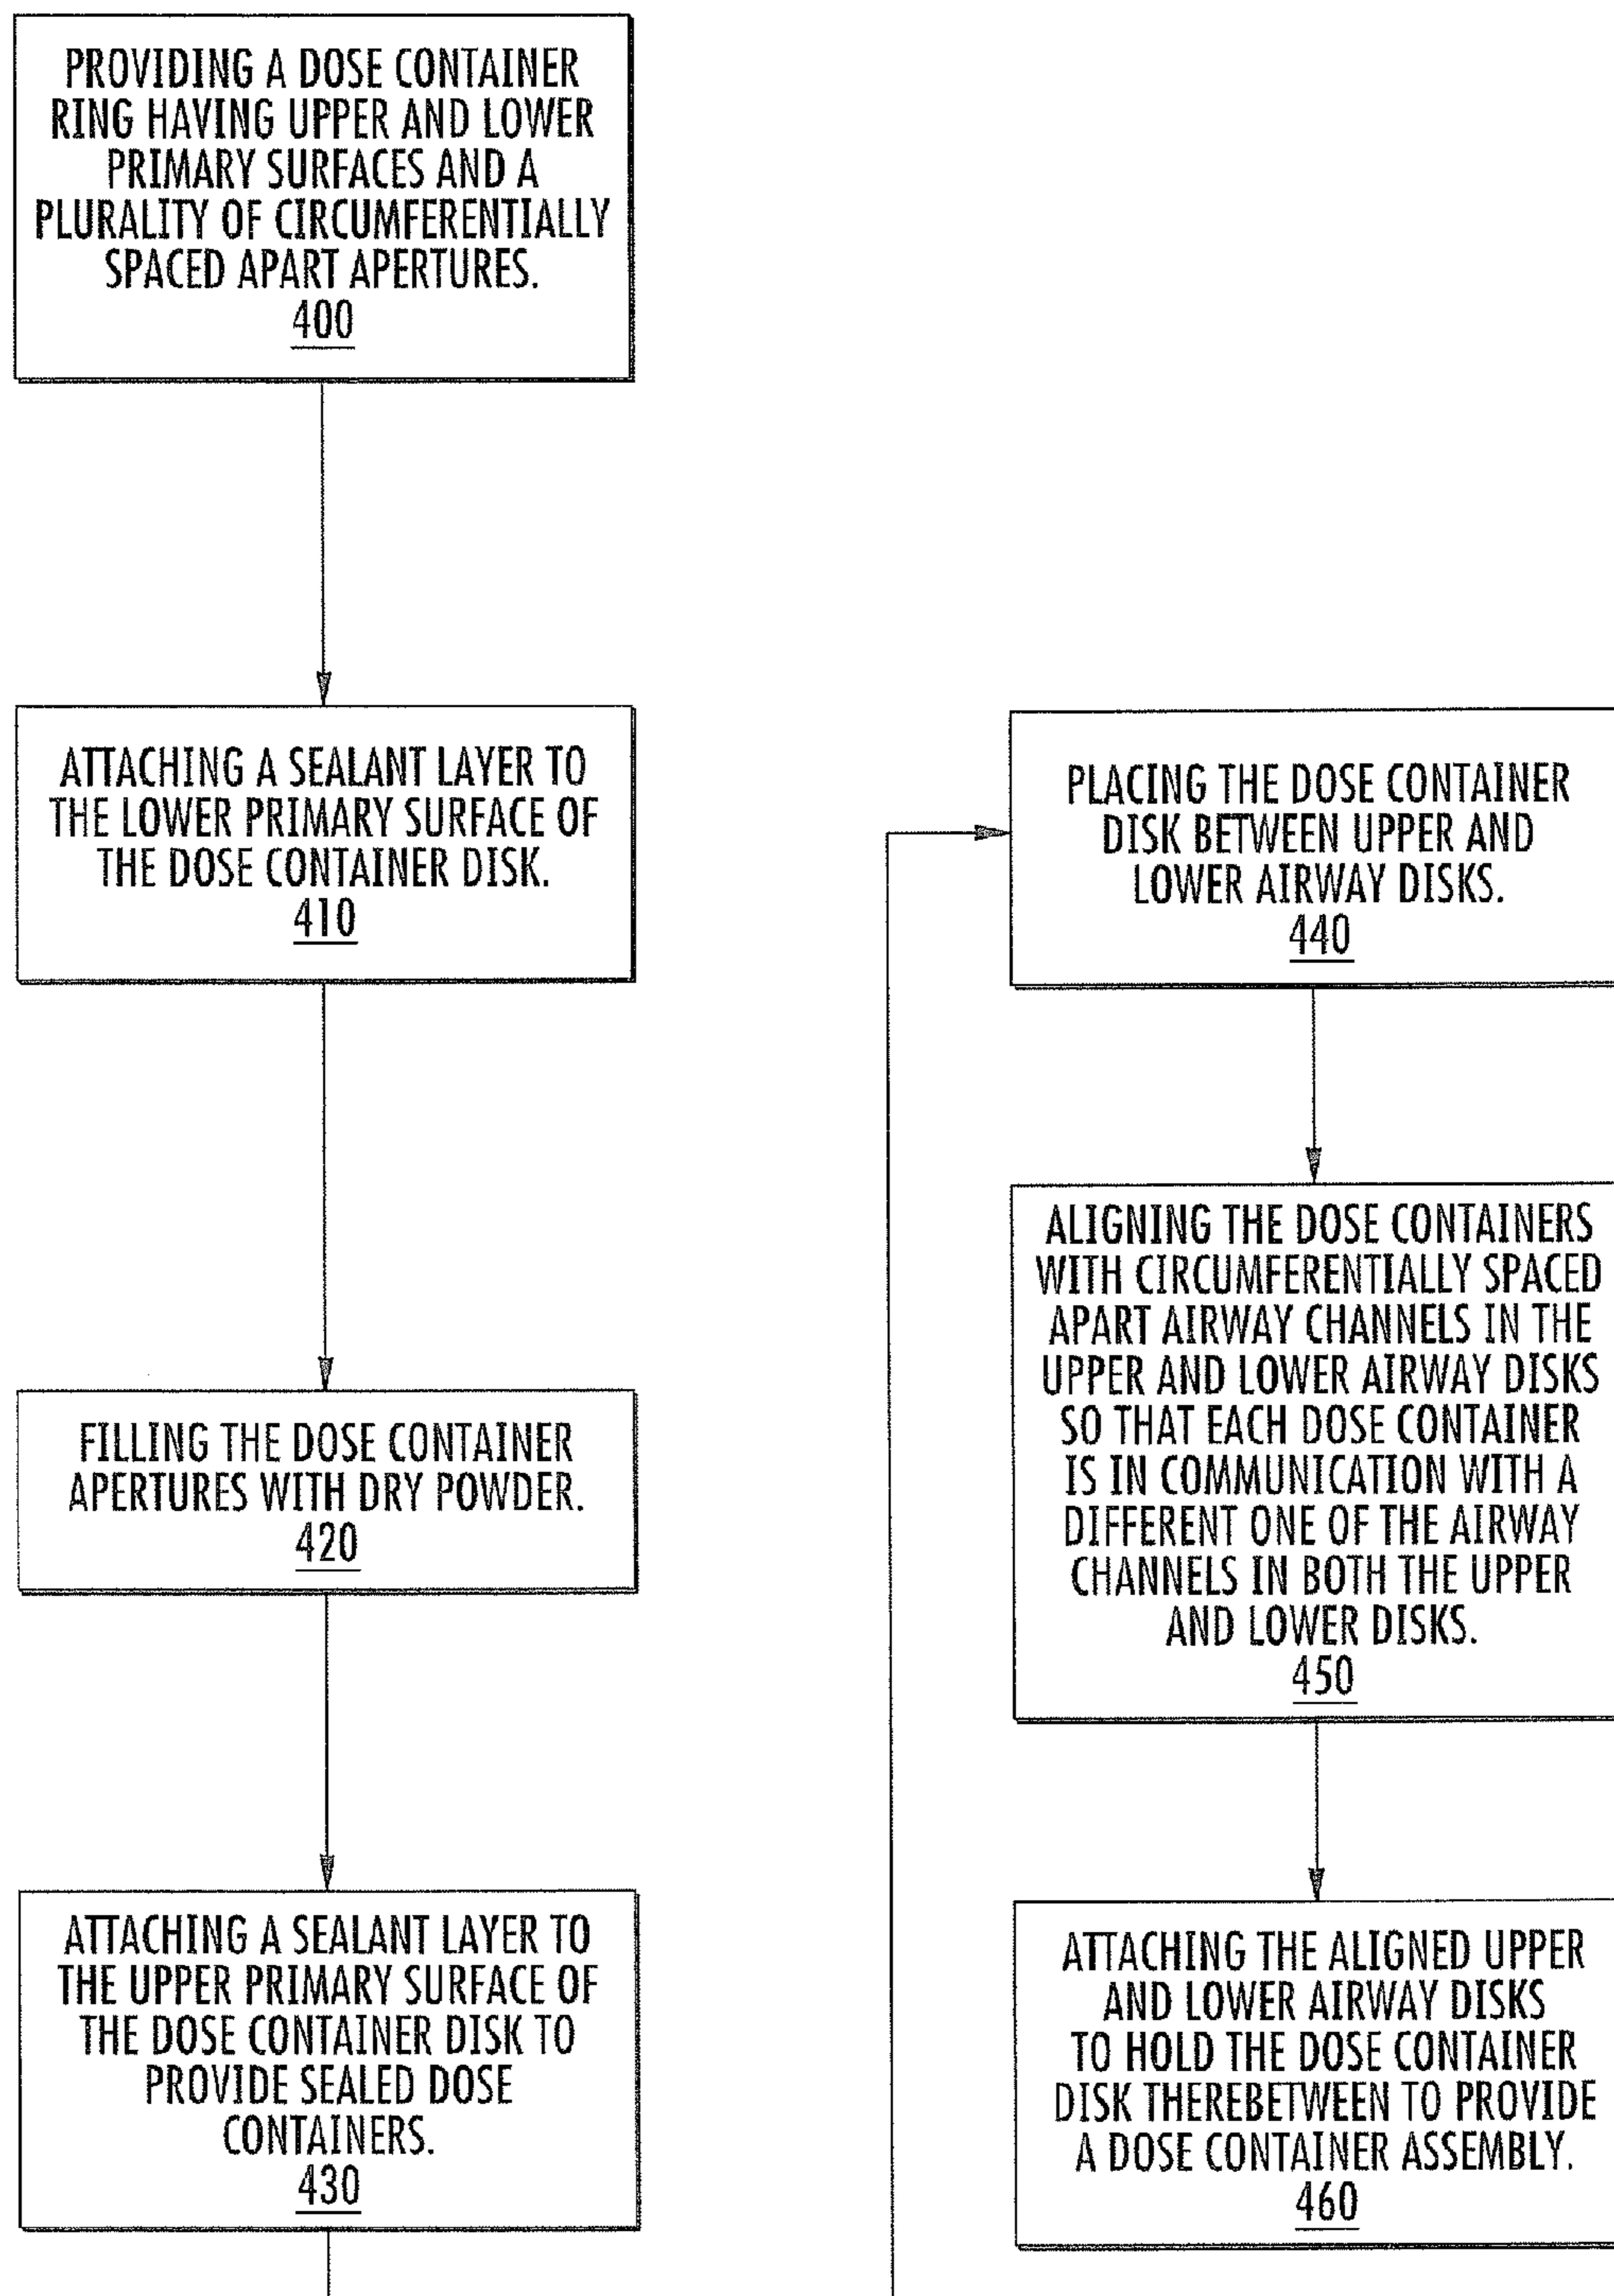 PROVIDING A DOSE CONTAINER
RING HAVING UPPER AND LOWER
PRIMARY SURFACES AND A
PLURALITY OF CIRCUMFERENTIALLY
SPACED APART APERTURES.
400
ATTACHING A SEALANT LAYER TO
THE LOWER PRIMARY SURFACE OF
THE DOSE CONTAINER DISK.
410
FILLING THE DOSE CONTAINER
APERTURES WITH DRY POWDER.
420
ATTACHING A SEALANT LAYER TO
THE UPPER PRIMARY SURFACE OF
THE DOSE CONTAINER DISK TO
PROVIDE SEALED DOSE
CONTAINERS.
430
PLACING THE DOSE CONTAINER
DISK BETWEEN UPPER AND
LOWER AIRWAY DISKS.
440
ALIGNING THE DOSE CONTAINERS
WITH CIRCUMFERENTIALLY SPACED
APART AIRWAY CHANNELS IN THE
UPPER AND LOWER AIRWAY DISKS
SO THAT EACH DOSE CONTAINER
IS IN COMMUNICATION WITH A
DIFFERENT ONE OF THE AIRWAY
CHANNELS IN BOTH THE UPPER
AND LOWER DISKS.
450
ATTACHING THE ALIGNED UPPER
AND LOWER AIRWAY DISKS
TO HOLD THE DOSE CONTAINER
DISK THEREBETWEEN TO PROVIDE
A DOSE CONTAINER ASSEMBLY.
460